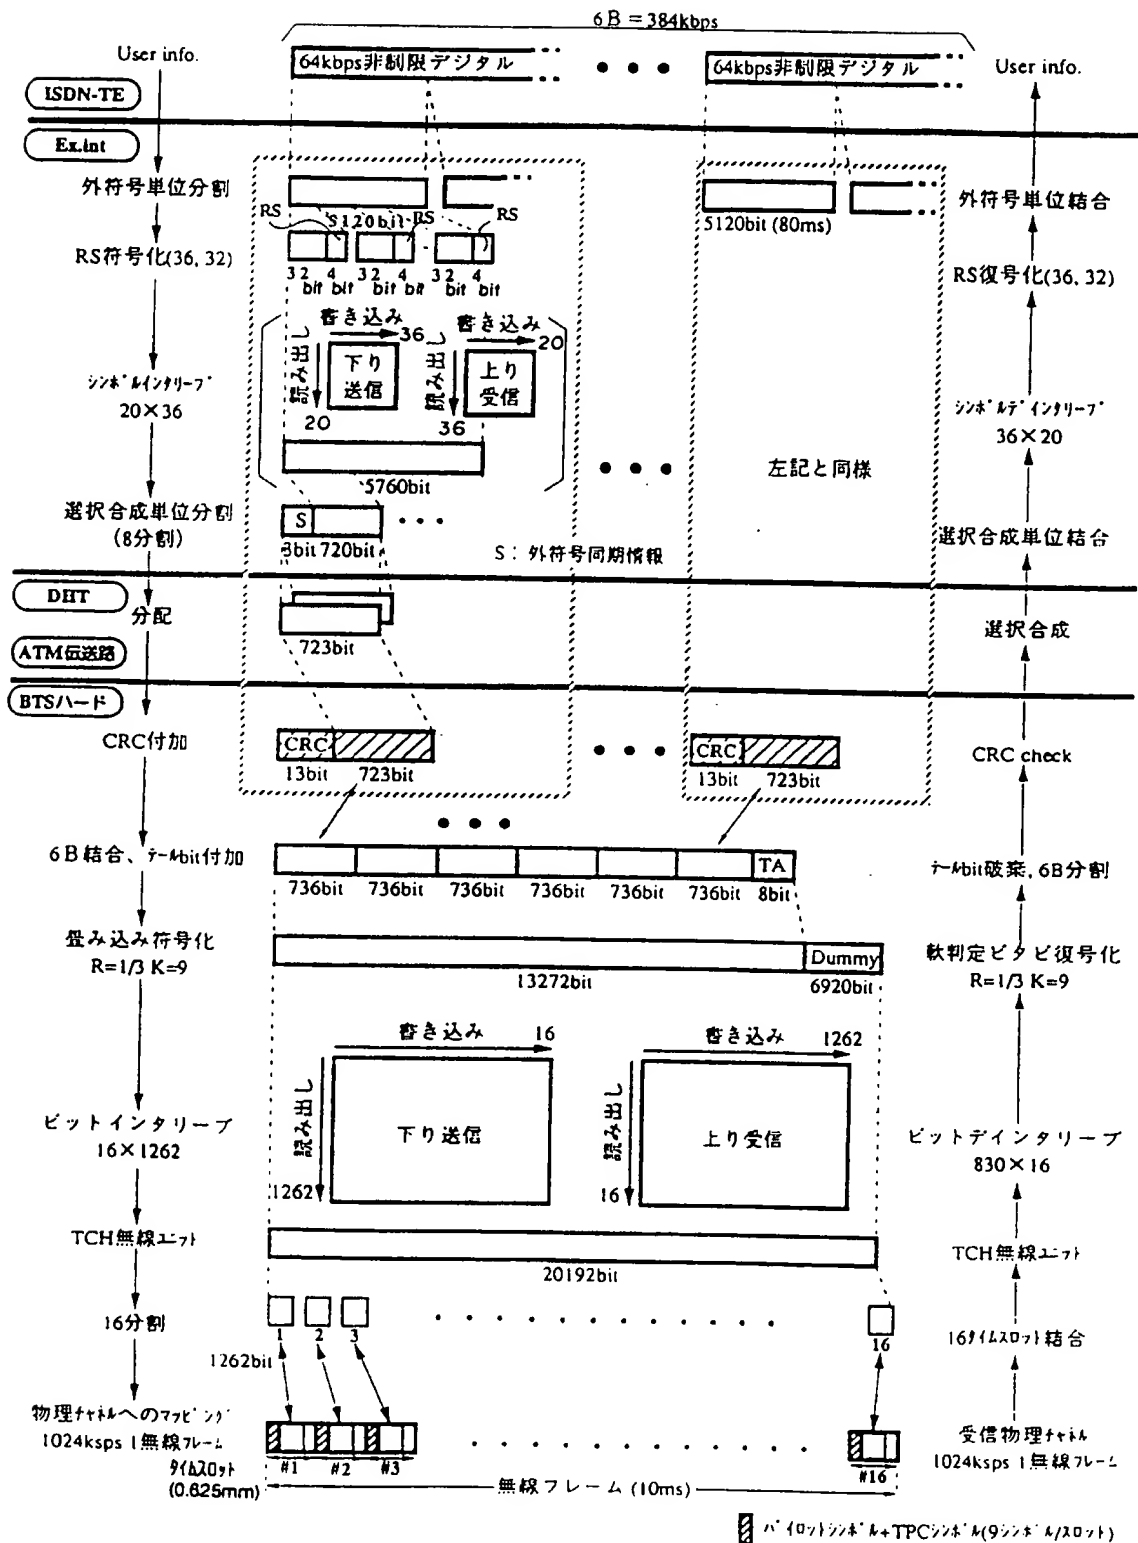 6B = 384kbps
User info.
64kbps非制限デジタル
64kbps非制限デジタル
User info.
ISDN-TE
Ex.int
外符号単位分割
外符号単位結合
5120bit
5120bit (80ms)
RS
RS
RS
RS符号化(36, 32)
RS復号化(36, 32)
32bit 4bit 32bit 4bit 32bit 4bit
書き込み 36
書き込み 20
読み出し
下り送信
20
読み出し
上り受信
36
シンボルインタリーブ
20×36
シンボルデインタリーブ
36×20
5760bit
左記と同様
選択合成単位分割
(8分割)
S
3bit 720bit
S: 外符号同期情報
選択合成単位結合
DHT
分配
723bit
選択合成
ATM伝送路
BTSハード
CRC付加
CRC
13bit 723bit
CRC
13bit 723bit
CRC check
6B結合、テールbit付加
TA
736bit 736bit 736bit 736bit 736bit 736bit 8bit
テールbit破棄, 6B分割
畳み込み符号化
R=1/3 K=9
Dummy
13272bit 6920bit
軟判定ビタビ復号化
R=1/3 K=9
書き込み 16
書き込み 1262
読み出し
下り送信
1262
読み出し
上り受信
16
ビットインタリーブ
16×1262
ビットデインタリーブ
830×16
TCH無線ユニット
20192bit
TCH無線ユニット
16分割
1 2 3 16
1262bit
16タイムスロット結合
物理チャネルへのマッピング
1024ksps 1無線フレーム
受信物理チャネル
1024ksps 1無線フレーム
タイムスロット
(0.625mm)
#1 #2 #3 #16
無線フレーム (10ms)
パイロットシンボル+TPCシンボル(9シンボル/スロット)